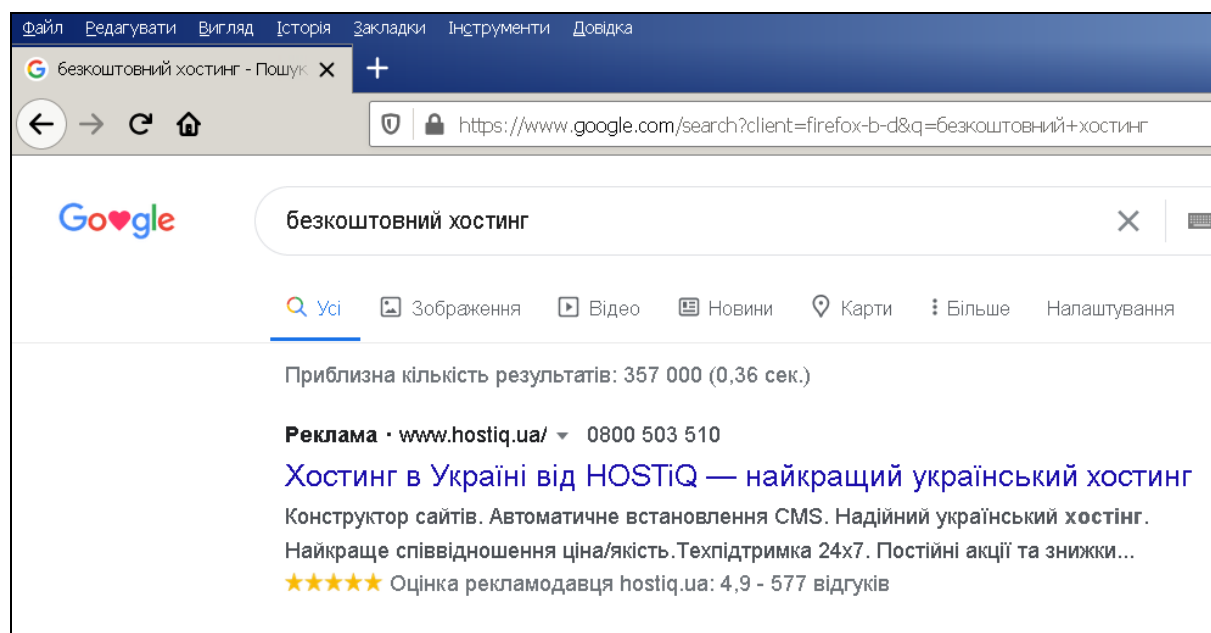 Файл Редагувати Вигляд Історія Закладки Інструменти Довідка
безкоштовний хостинг - Пошук
https://www.google.com/search?client=firefox-b-d&q=безкоштовний+хостинг
Go♥gle безкоштовний хостинг
Усі Зображення Відео Новини Карти Більше Налаштування
Приблизна кількість результатів: 357 000 (0,36 сек.)
Реклама · www.hostiq.ua/ 0800 503 510
Хостинг в Україні від HOSTiQ — найкращий український хостинг
Конструктор сайтів. Автоматичне встановлення CMS. Надійний український хостінг.
Найкраще співвідношення ціна/якість.Техпідтримка 24x7. Постійні акції та знижки...
★★★★★ Оцінка рекламодавця hostiq.ua: 4,9 - 577 відгуків